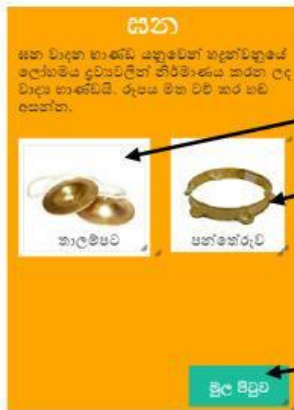 ඝන
ඝන වාදන භාණ්ඩ යනුවෙන් හදුන්වනුයේ
ලෝහමය ද්‍රව්‍යවලින් නිර්මාණය කරන ලද
වාද්‍ය භාණ්ඩයි. රූපය මත ටච් කර හඬ
අසන්න.
තාලම්පට
පන්තේරුව
මුල පිටුව